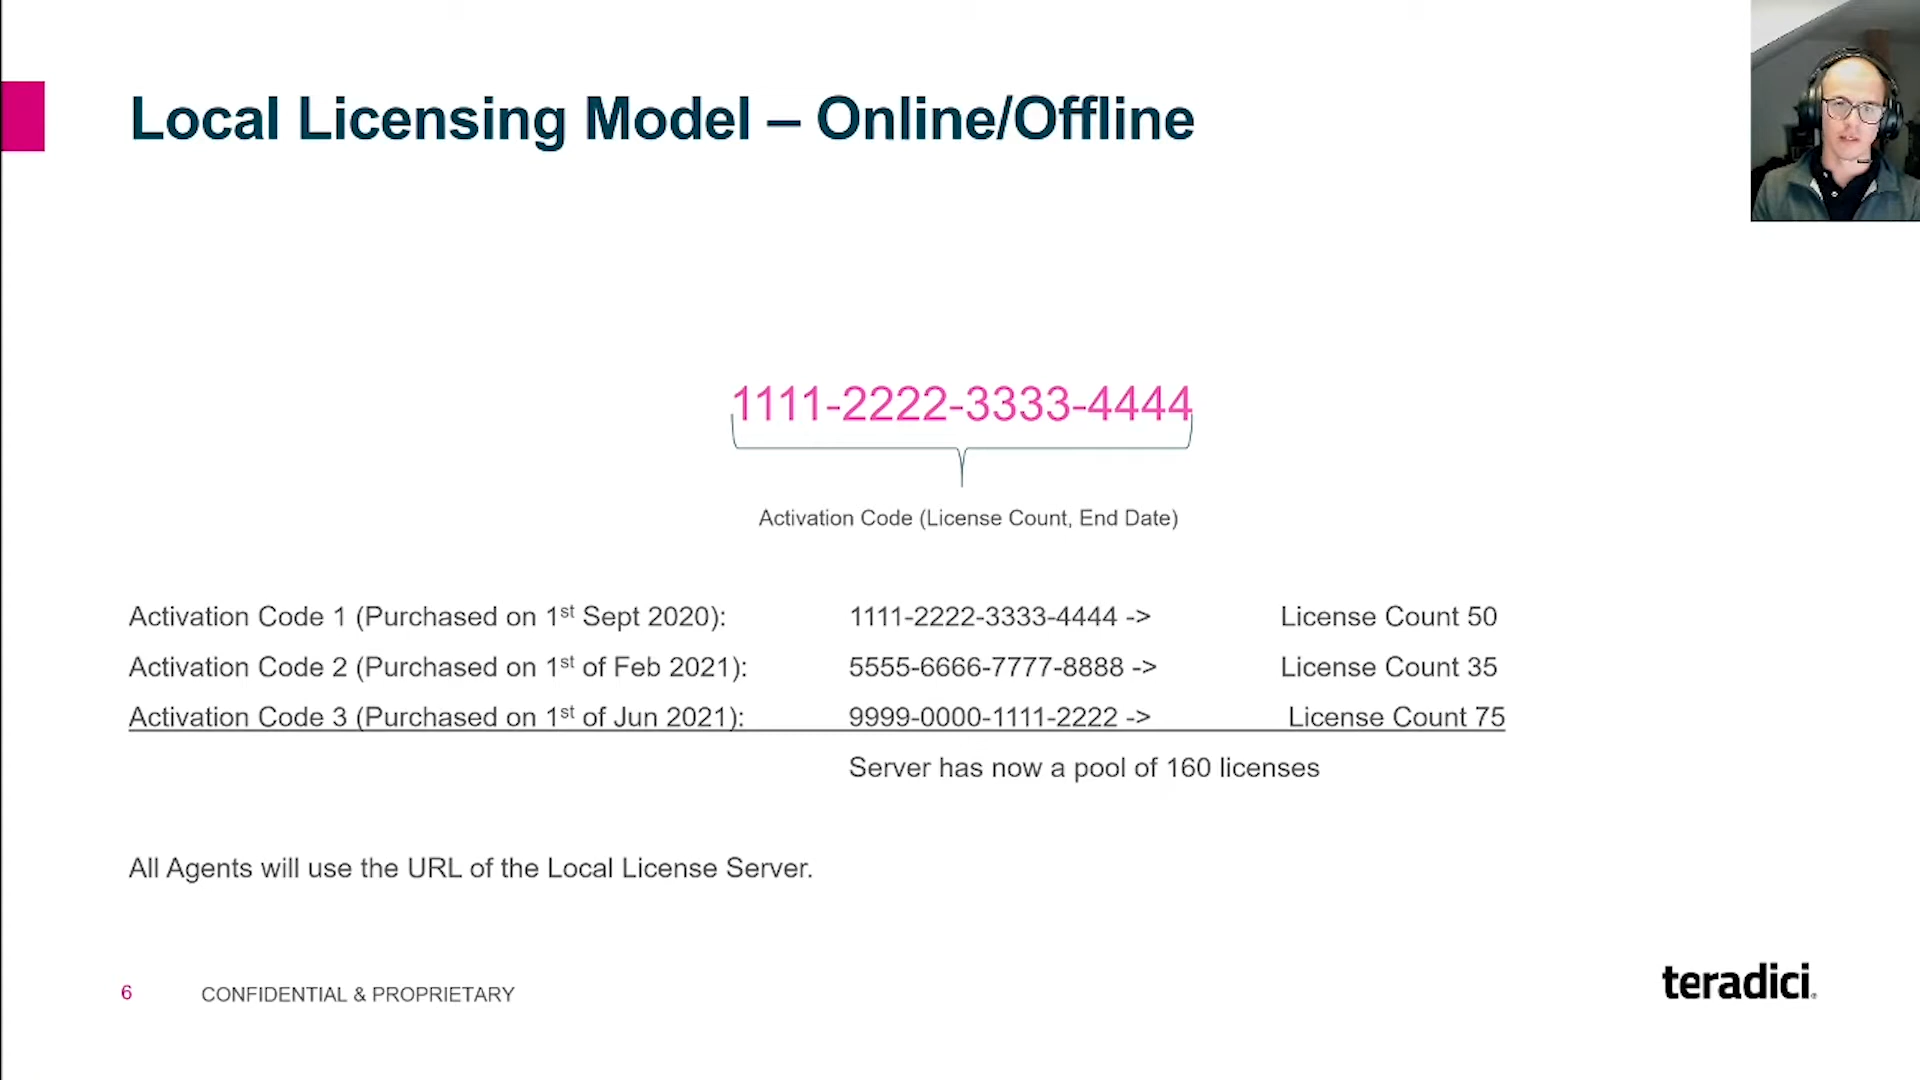 Local Licensing Model – Online/Offline
1111-2222-3333-4444
Activation Code (License Count, End Date)
Activation Code 1 (Purchased on 1st Sept 2020): 1111-2222-3333-4444 -> License Count 50
Activation Code 2 (Purchased on 1st of Feb 2021): 5555-6666-7777-8888 -> License Count 35
Activation Code 3 (Purchased on 1st of Jun 2021): 9999-0000-1111-2222 -> License Count 75
Server has now a pool of 160 licenses
All Agents will use the URL of the Local License Server.
6 CONFIDENTIAL & PROPRIETARY
teradici